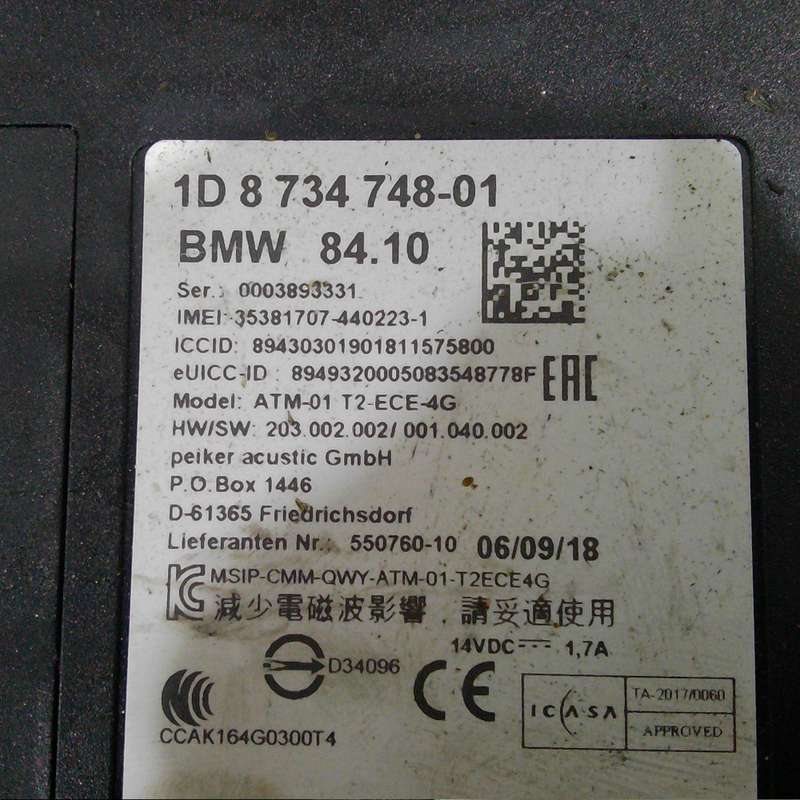 1D 8 734 748-01
BMW 84.10
Ser.: 0003893331
IMEI 35381707-440223-1
ICCID: 89430301901811575800
eUICC-ID : 8949320005083548778F
EAC
Model: ATM-01 T2-ECE-4G
HW/SW: 203.002.002/ 001.040.002
peiker acustic GmbH
P.O.Box 1446
D-61365 Friedrichsdorf
Lieferanten Nr.: 550760-10 06/09/18
MSIP-CMM-QWY-ATM-01-T2ECE4G
減少電磁波影響﹐請妥適使用
14VDC 1,7A
D34096
CE
ICASA TA-2017/0060
APPROVED
CCAK164G0300T4